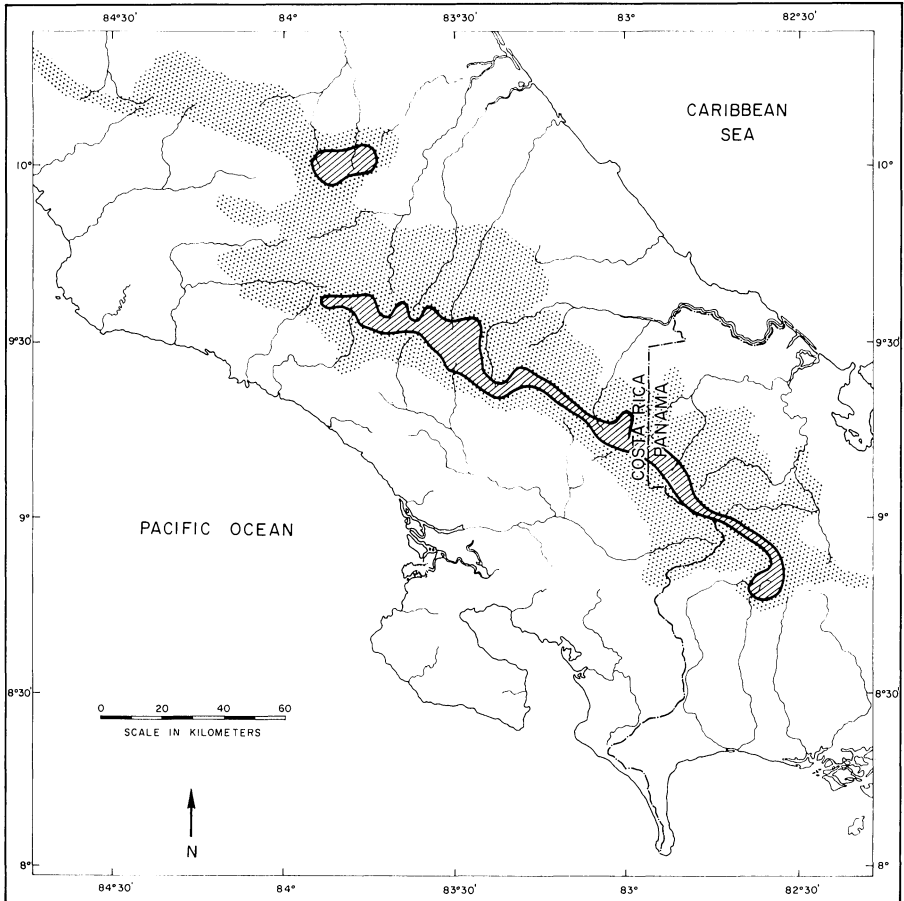 84°30'
84°
83°30'
83°
82°30'
CARIBBEAN
SEA
10°
10°
9°30'
9°30'
COSTA RICA
PANAMA
PACIFIC OCEAN
9°
9°
8°30'
8°30'
0 20 40 60
SCALE IN KILOMETERS
N
8°
8°
84°30'
84°
83°30'
83°
82°30'